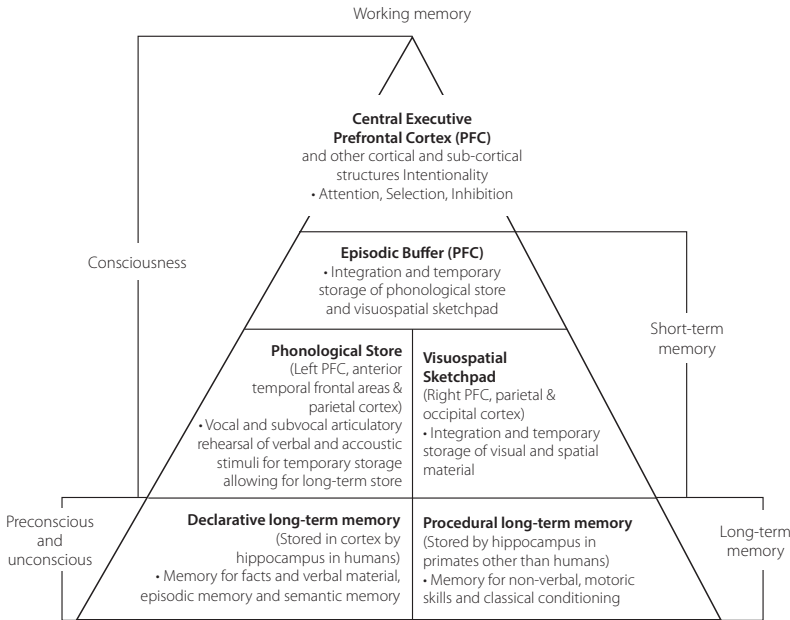 Working memory
Central Executive
Prefrontal Cortex (PFC)
and other cortical and sub-cortical
structures Intentionality
• Attention, Selection, Inhibition
Consciousness
Episodic Buffer (PFC)
• Integration and temporary
storage of phonological store
and visuospatial sketchpad
Short-term
memory
Phonological Store
(Left PFC, anterior
temporal frontal areas &
parietal cortex)
• Vocal and subvocal articulatory
rehearsal of verbal and accoustic
stimuli for temporary storage
allowing for long-term store
Visuospatial
Sketchpad
(Right PFC, parietal &
occipital cortex)
• Integration and temporary
storage of visual and spatial
material
Preconscious
and
unconscious
Declarative long-term memory
(Stored in cortex by
hippocampus in humans)
• Memory for facts and verbal material,
episodic memory and semantic memory
Procedural long-term memory
(Stored by hippocampus in
primates other than humans)
• Memory for non-verbal, motoric
skills and classical conditioning
Long-term
memory